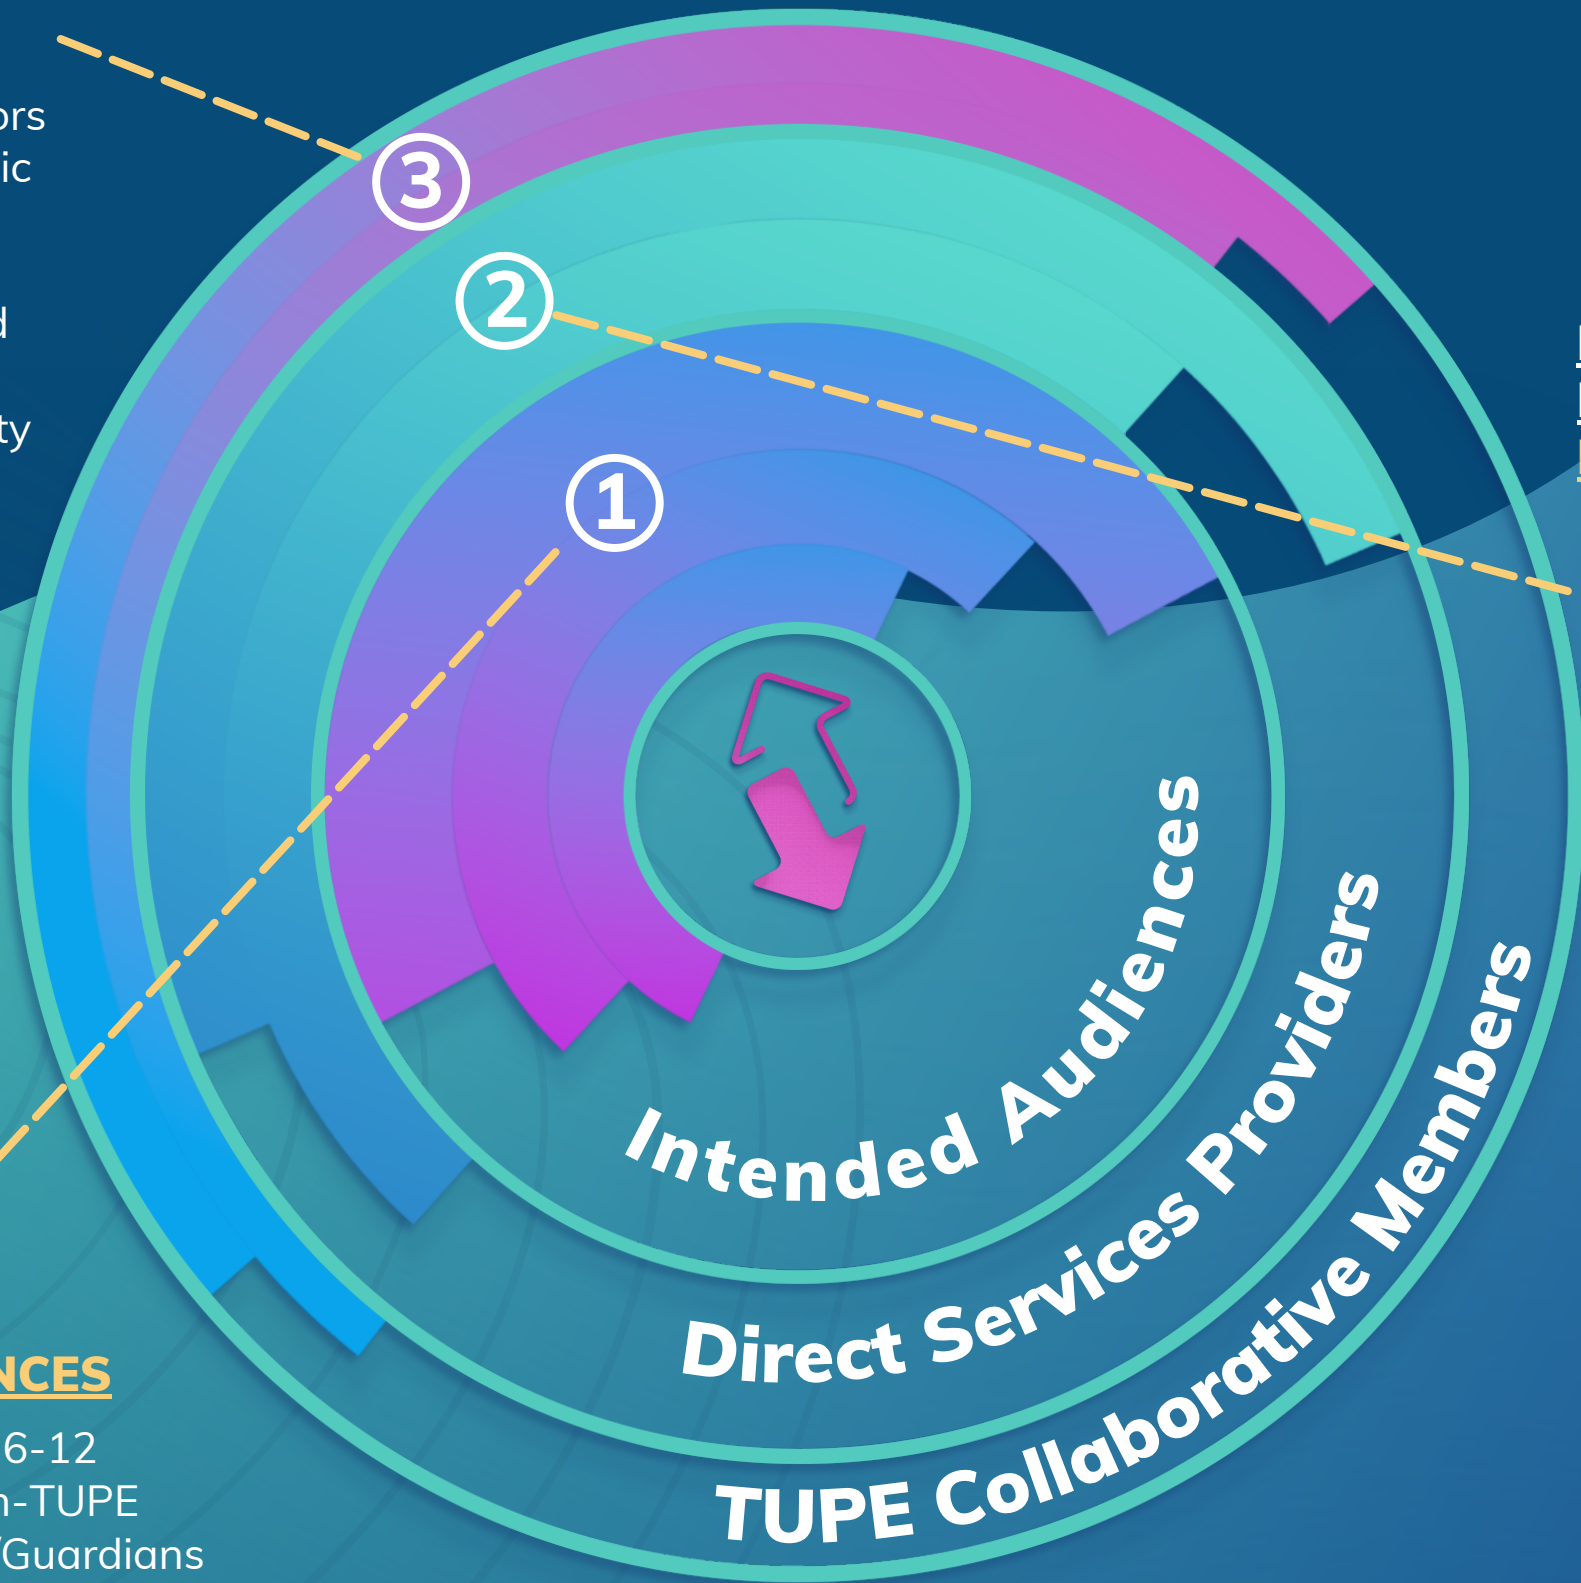 ors
ic
d
ty
3
2
1
Intended Audiences
Direct Services Providers
TUPE Collaborative Members
NCES
6-12
n-TUPE
/Guardians